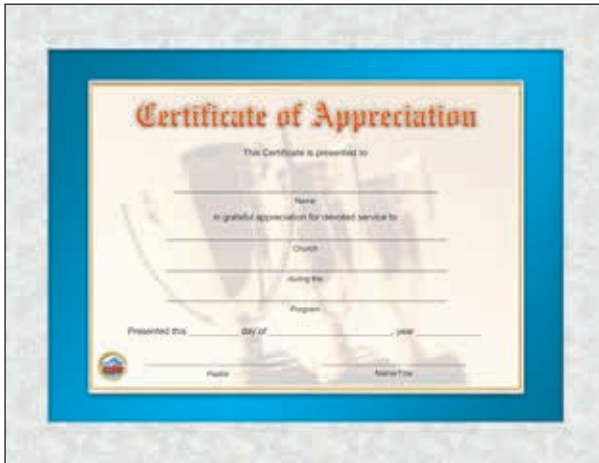 Certificate of Appreciation
This Certificate is presented to
Name
in grateful appreciation for devoted service to
Church
during the
Program
Presented this day of , year
Pastor Name/Title